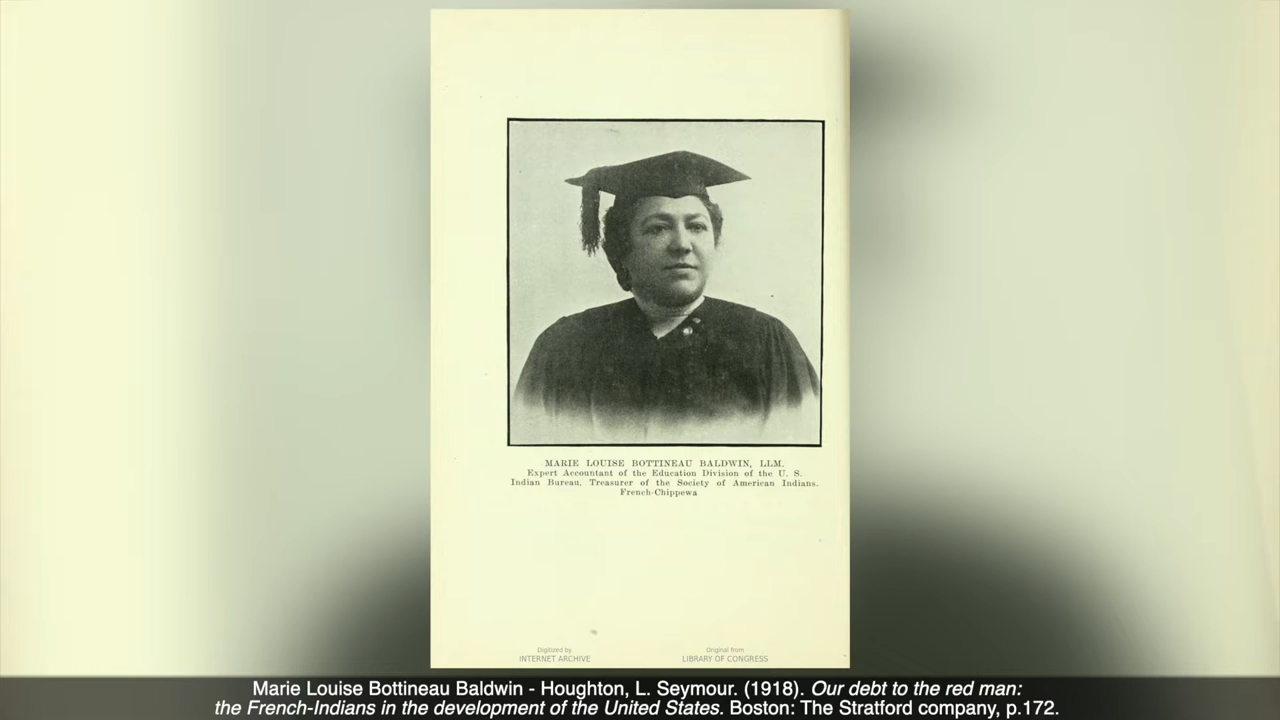 MARIE LOUISE BOTTINEAU BALDWIN, LLM.
Expert Accountant of the Education Division of the U. S.
Indian Bureau, Treasurer of the Society of American Indians.
French-Chippewa
Digitized by
INTERNET ARCHIVE
Original from
LIBRARY OF CONGRESS
Marie Louise Bottineau Baldwin - Houghton, L. Seymour. (1918). Our debt to the red man:
the French-Indians in the development of the United States. Boston: The Stratford company, p.172.